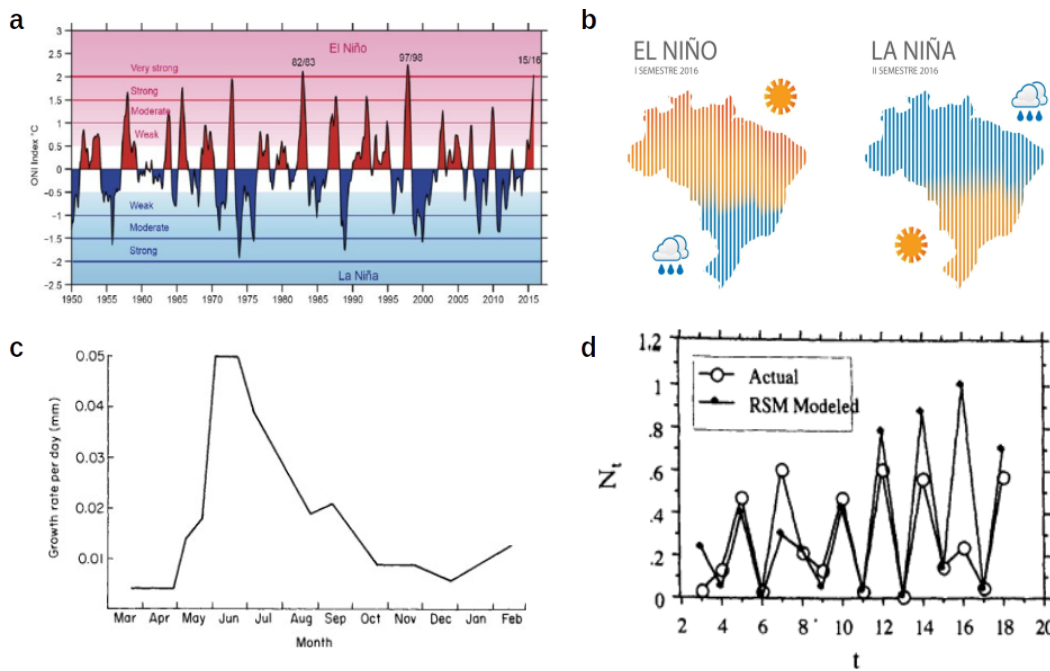 a
3
2.5
2
1.5
1
0.5
0
−0.5
−1
−1.5
−2
−2.5
ONI Index °C
El Niño
Very strong
Strong
Moderate
Weak
82/83
97/98
15/16
Weak
Moderate
Strong
La Niña
1950 1955 1960 1965 1970 1975 1980 1985 1990 1995 2000 2005 2010 2015
b
EL NIÑO
I SEMESTRE 2016
LA NIÑA
II SEMESTRE 2016
c
0.05
0.04
0.03
0.02
0.01
Growth rate per day (mm)
Mar Apr May Jun Jul Aug Sep Oct Nov Dec Jan Feb
Month
d
1.2
1
.8
.6
.4
.2
0
Nt
Actual
RSM Modeled
2 4 6 8 10 12 14 16 18 20
t